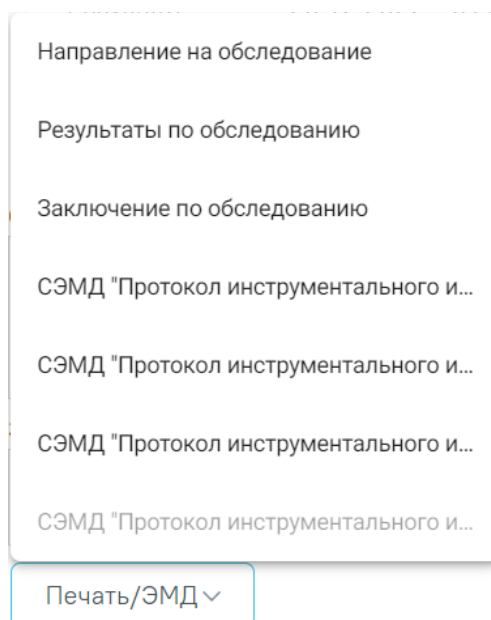 Направление на обследование
Результаты по обследованию
Заключение по обследованию
СЭМД "Протокол инструментального и...
СЭМД "Протокол инструментального и...
СЭМД "Протокол инструментального и...
СЭМД "Протокол инструментального и...
Печать/ЭМД